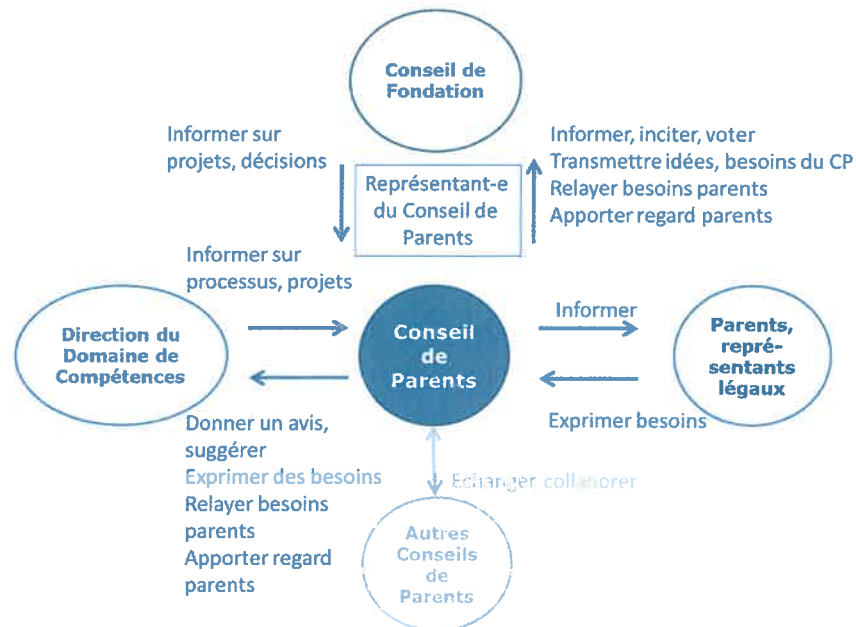 Conseil de
Fondation
Informer sur
projets, décisions
Représentant-e
du Conseil de
Parents
Informer, inciter, voter
Transmettre idées, besoins du CP
Relayer besoins parents
Apporter regard parents
Informer sur
processus, projets
Direction du
Domaine de
Compétences
Conseil
de
Parents
Informer
Exprimer besoins
Parents,
repré-
sentants
légaux
Donner un avis,
suggérer
Exprimer des besoins
Relayer besoins
parents
Apporter regard
parents
Echanger, collaborer
Autres
Conseils
de
Parents